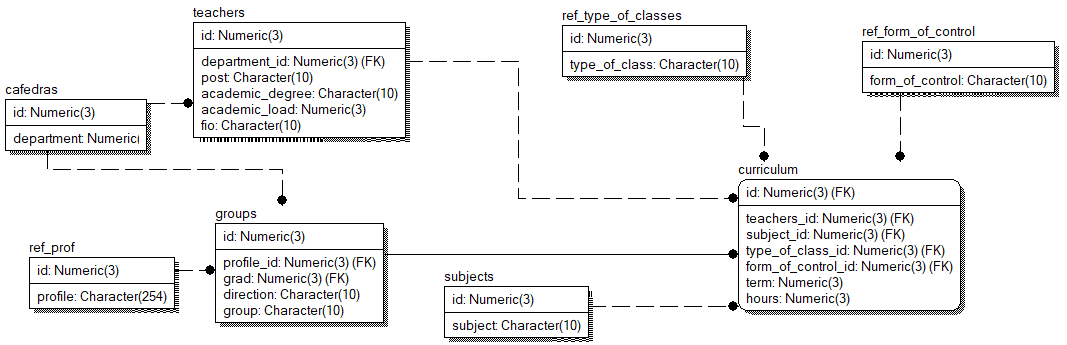 teachers
id: Numeric(3)
department_id: Numeric(3) (FK)
post: Character(10)
academic_degree: Character(10)
academic_load: Numeric(3)
fio: Character(10)
ref_type_of_classes
id: Numeric(3)
type_of_class: Character(10)
ref_form_of_control
id: Numeric(3)
form_of_control: Character(10)
cafedras
id: Numeric(3)
department: Numeric(
curriculum
id: Numeric(3) (FK)
teachers_id: Numeric(3) (FK)
subject_id: Numeric(3) (FK)
type_of_class_id: Numeric(3) (FK)
form_of_control_id: Numeric(3) (FK)
term: Numeric(3)
hours: Numeric(3)
groups
id: Numeric(3)
profile_id: Numeric(3) (FK)
grad: Numeric(3) (FK)
direction: Character(10)
group: Character(10)
ref_prof
id: Numeric(3)
profile: Character(254)
subjects
id: Numeric(3)
subject: Character(10)